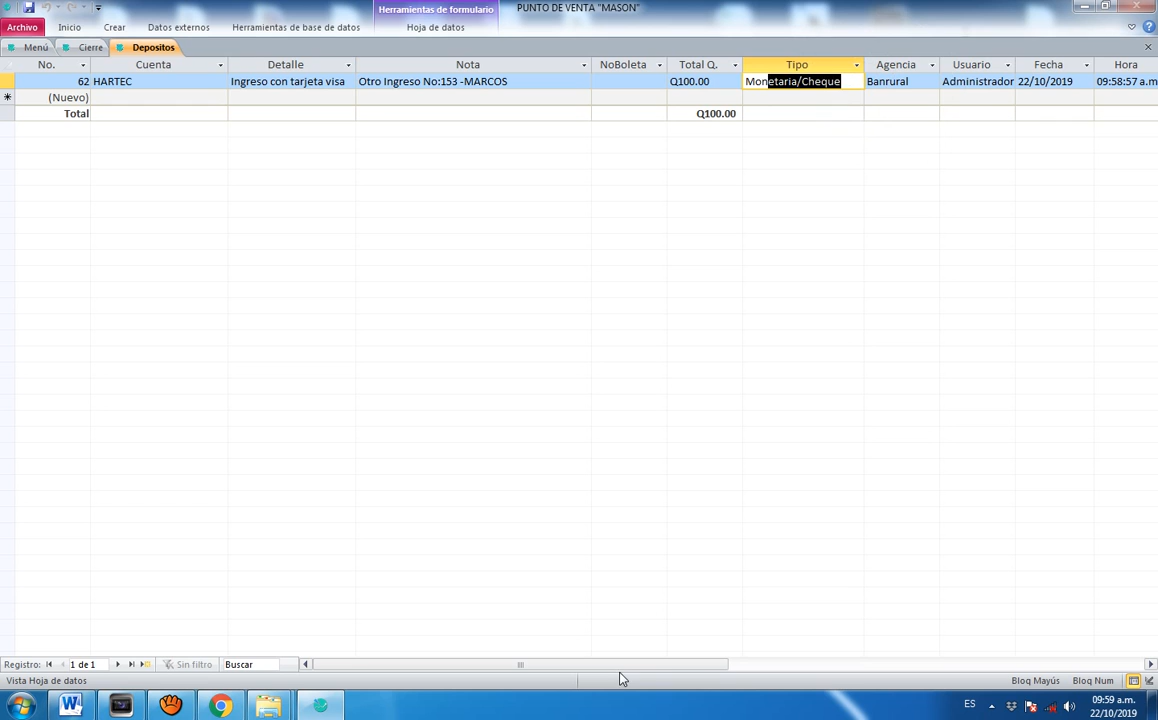 Herramientas de formulario
PUNTO DE VENTA "MASON"
Archivo Inicio Crear Datos externos Herramientas de base de datos Hoja de datos
Menú Cierre Depositos
No. Cuenta Detalle Nota NoBoleta Total Q. Tipo Agencia Usuario Fecha Hora
62 HARTEC Ingreso con tarjeta visa Otro Ingreso No:153 -MARCOS Q100.00 Monetaria/Cheque Banrural Administrador 22/10/2019 09:58:57 a.m
(Nuevo)
Total Q100.00
Registro: 1 de 1 Sin filtro Buscar
Vista Hoja de datos Bloq Mayús Bloq Num
ES 09:59 a.m.
22/10/2019